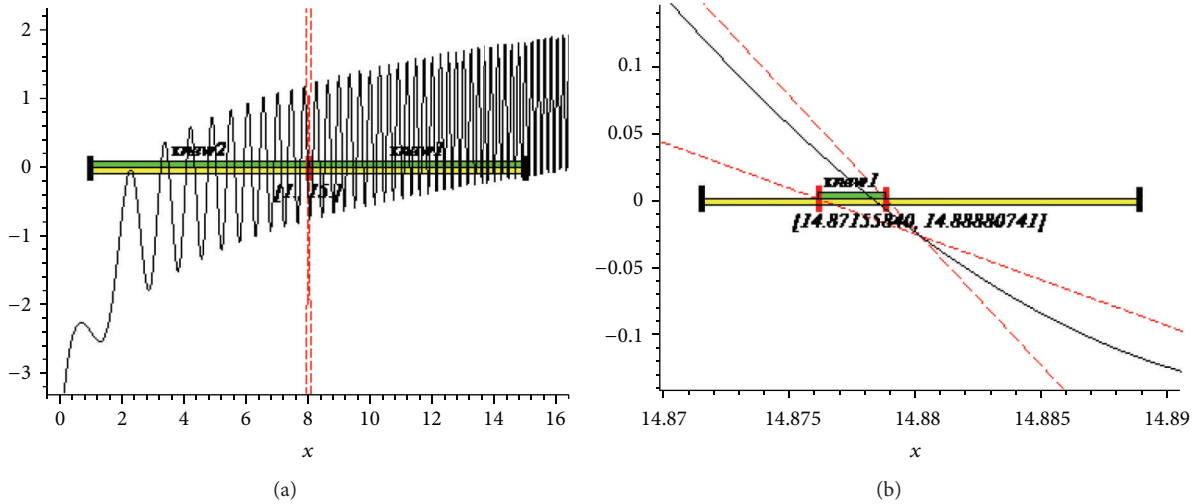 2
1
0
−1
−2
−3
xnew2
xnew1
[1., 15.]
0 2 4 6 8 10 12 14 16
x
(a)
0.1
0.05
0
−0.05
−0.1
xnew1
[14.87155840, 14.88880741]
14.87 14.875 14.88 14.885 14.89
x
(b)